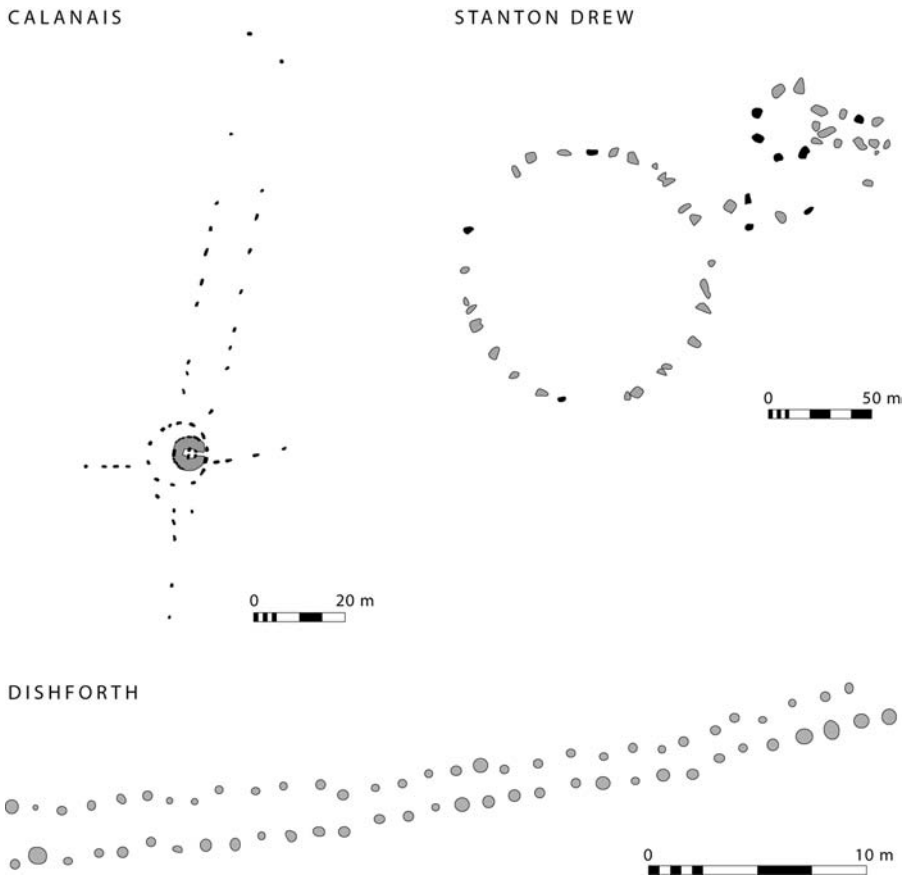 CALANAIS
STANTON DREW
0 50 m
0 20 m
DISHFORTH
0 10 m